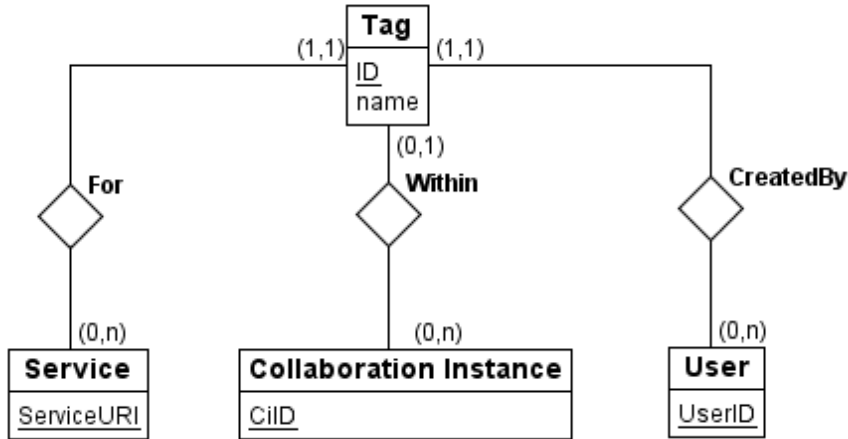 Tag
(1,1)
(1,1)
ID
name
(0,1)
For
Within
CreatedBy
(0,n)
(0,n)
(0,n)
Service
Collaboration Instance
User
ServiceURI
CiID
UserID